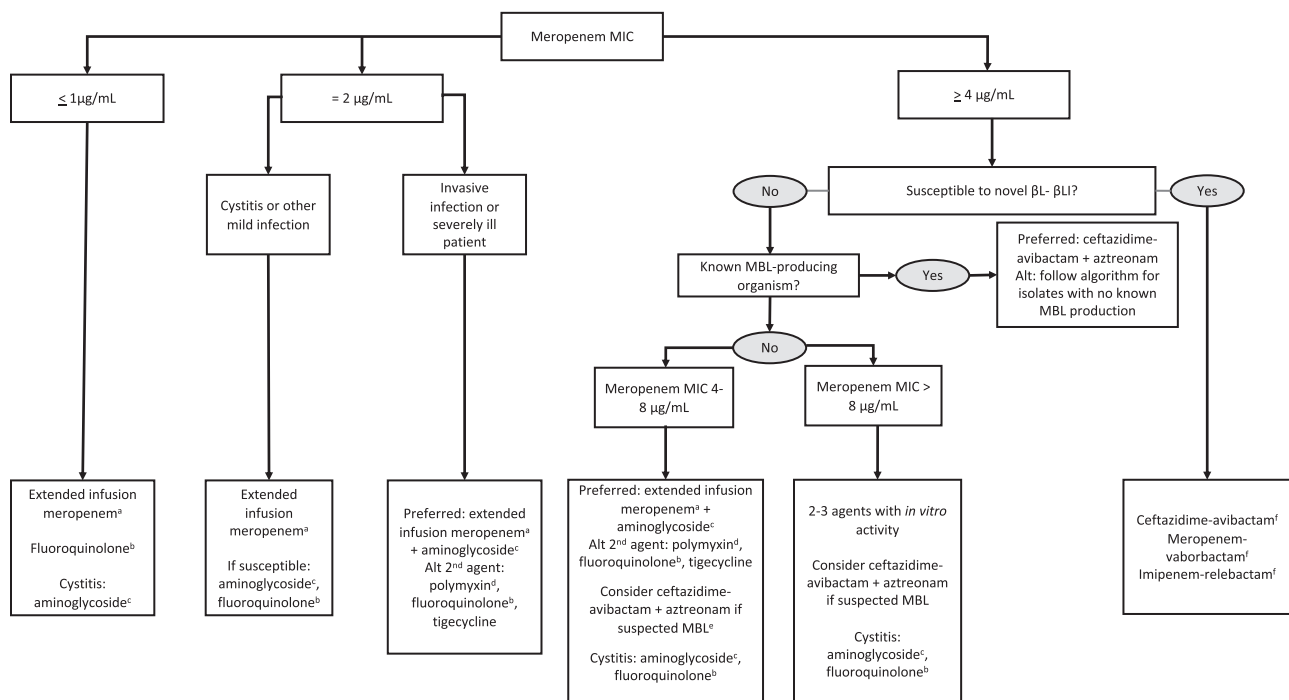 Meropenem MIC
≤ 1µg/mL
= 2 µg/mL
≥ 4 µg/mL
Cystitis or other
mild infection
Invasive
infection or
severely ill
patient
No
Susceptible to novel βL- βLI?
Yes
Known MBL-producing
organism?
Yes
Preferred: ceftazidime-
avibactam + aztreonam
Alt: follow algorithm for
isolates with no known
MBL production
No
Meropenem MIC 4-
8 µg/mL
Meropenem MIC >
8 µg/mL
Extended infusion
meropenemᵃ
Fluoroquinoloneᵇ
Cystitis:
aminoglycosideᶜ
Extended
infusion
meropenemᵃ
If susceptible:
aminoglycosideᶜ,
fluoroquinoloneᵇ
Preferred: extended
infusion meropenemᵃ
+ aminoglycosideᶜ
Alt 2ⁿᵈ agent:
polymyxinᵈ,
fluoroquinoloneᵇ,
tigecycline
Preferred: extended infusion
meropenemᵃ +
aminoglycosideᶜ
Alt 2ⁿᵈ agent: polymyxinᵈ,
fluoroquinoloneᵇ, tigecycline
Consider ceftazidime-
avibactam + aztreonam if
suspected MBLᵉ
Cystitis: aminoglycosideᶜ,
fluoroquinoloneᵇ
2-3 agents with in vitro
activity
Consider ceftazidime-
avibactam + aztreonam
if suspected MBL
Cystitis:
aminoglycosideᶜ,
fluoroquinoloneᵇ
Ceftazidime-avibactamᶠ
Meropenem-
vaborbactamᶠ
Imipenem-relebactamᶠ